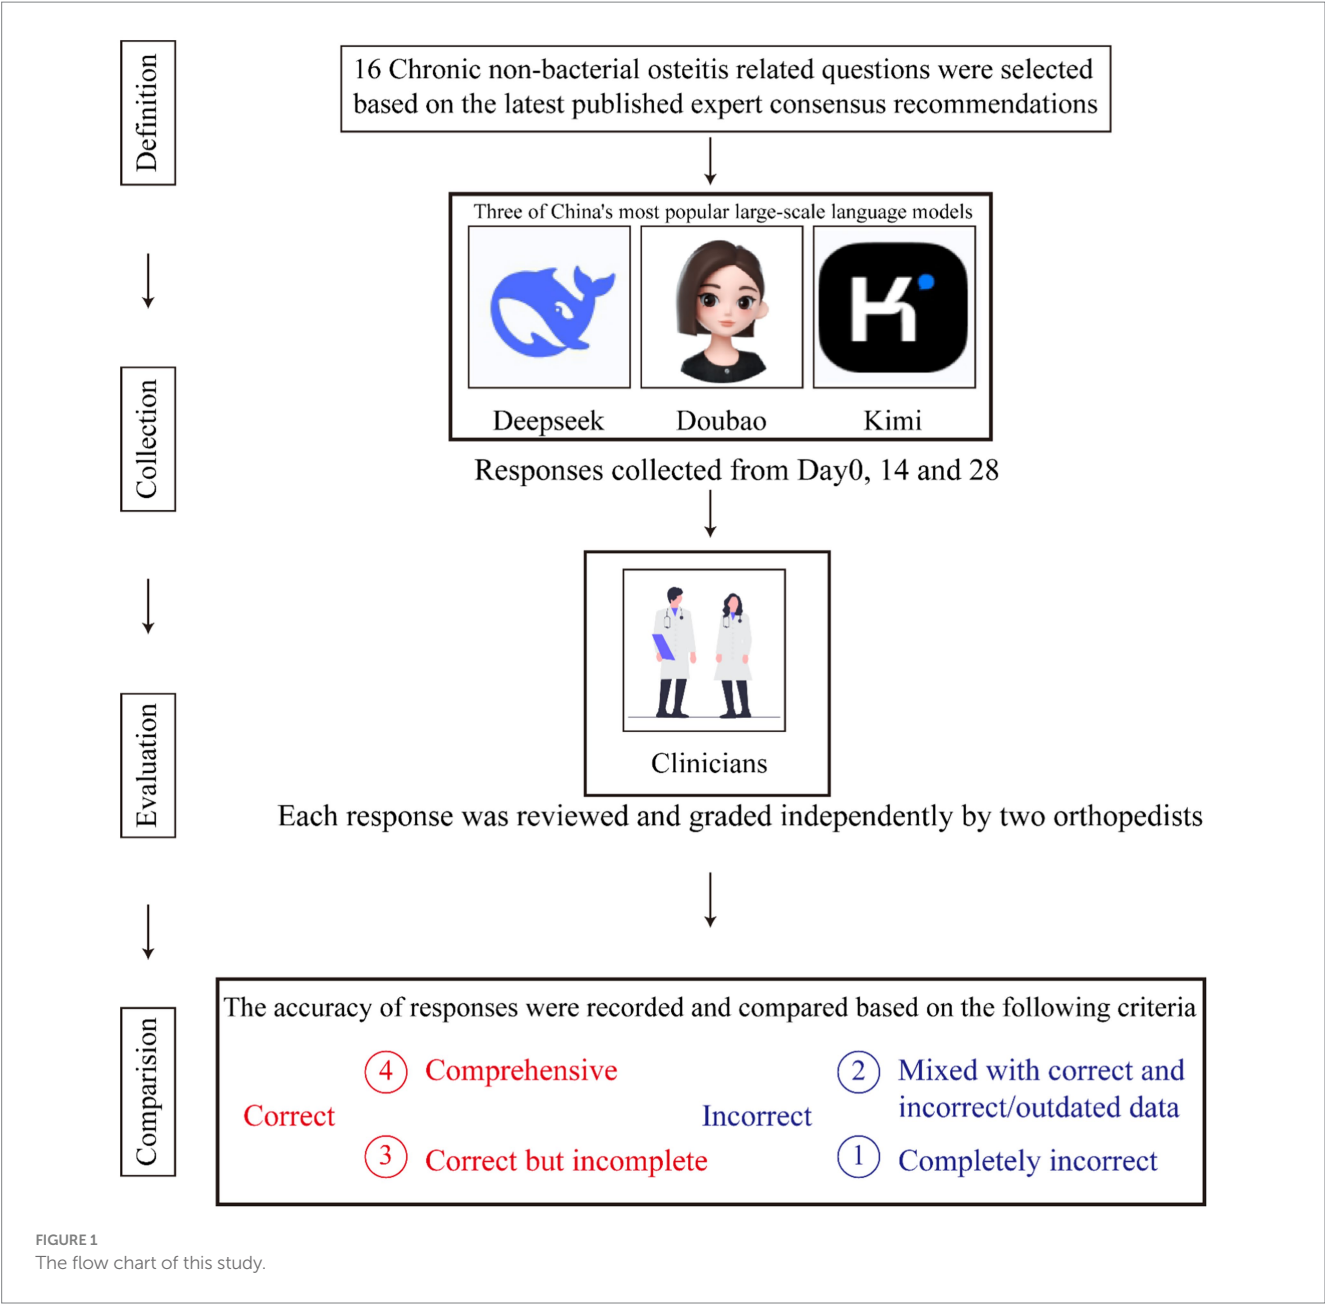 Definition
16 Chronic non-bacterial osteitis related questions were selected
based on the latest published expert consensus recommendations
Three of China's most popular large-scale language models
K
Deepseek
Doubao
Kimi
Collection
Responses collected from Day0, 14 and 28
Evaluation
Clinicians
Each response was reviewed and graded independently by two orthopedists
Comparision
The accuracy of responses were recorded and compared based on the following criteria
Correct
4 Comprehensive
3 Correct but incomplete
Incorrect
2 Mixed with correct and
incorrect/outdated data
1 Completely incorrect
FIGURE 1
The flow chart of this study.